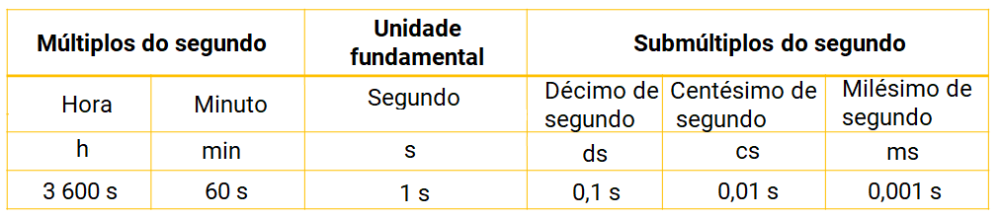 Múltiplos do segundo
Unidade
fundamental
Submúltiplos do segundo
Hora
Minuto
Segundo
Décimo de
segundo
Centésimo de
segundo
Milésimo de
segundo
h
min
s
ds
cs
ms
3 600 s
60 s
1 s
0,1 s
0,01 s
0,001 s